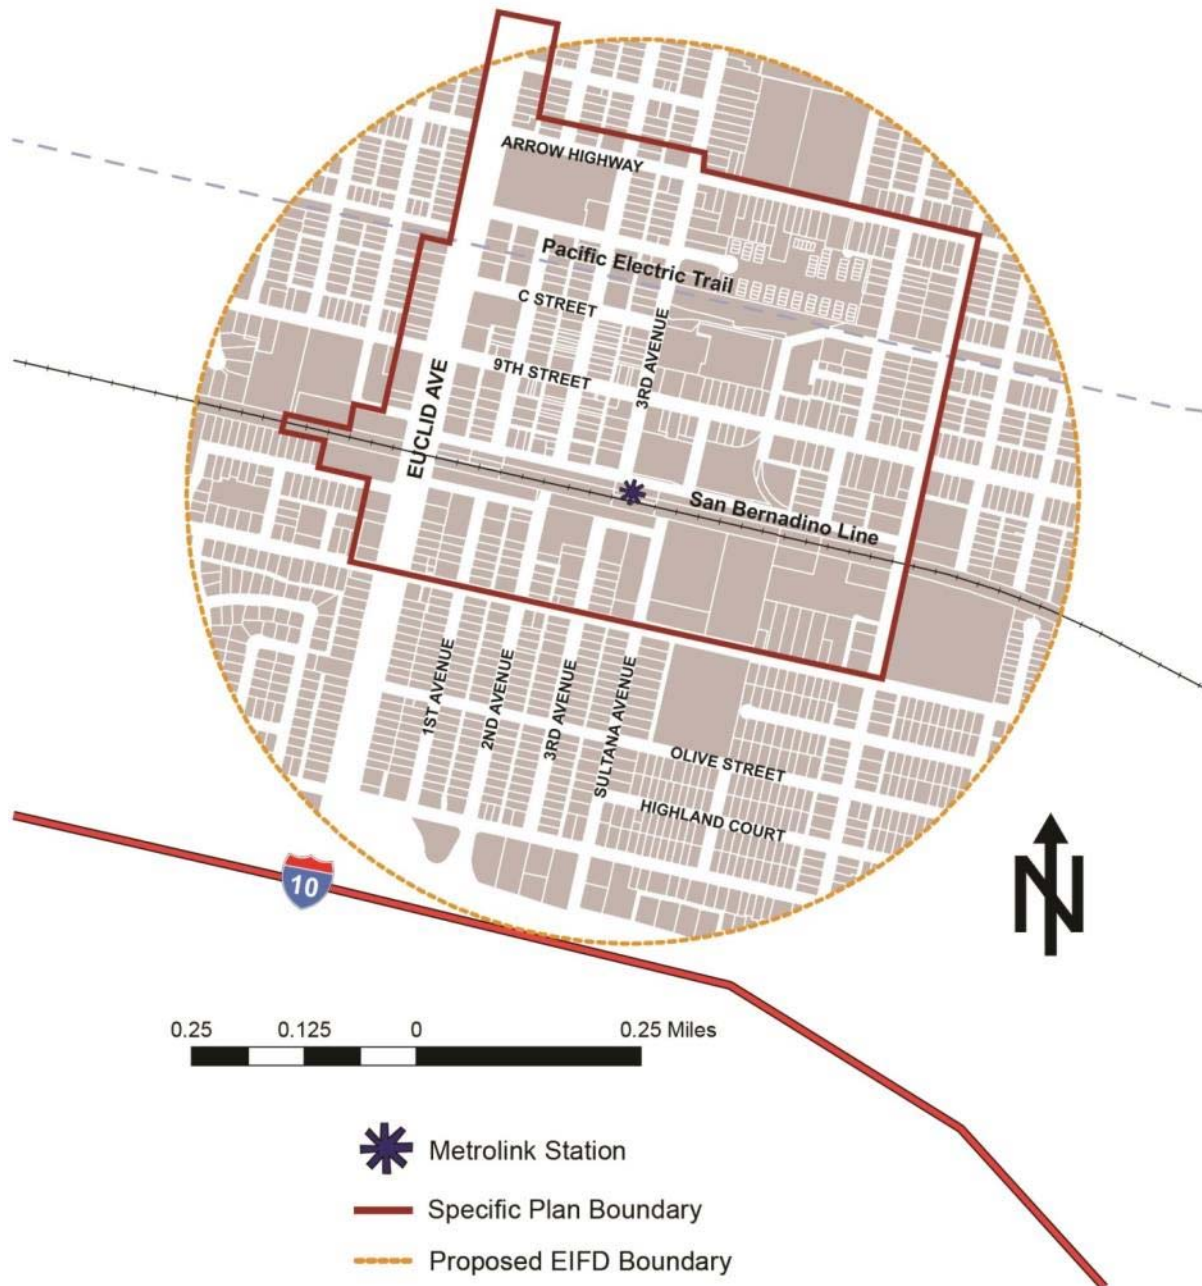 ARROW HIGHWAY
Pacific Electric Trail
C STREET
3RD AVENUE
9TH STREET
EUCLID AVE
San Bernadino Line
1ST AVENUE
2ND AVENUE
3RD AVENUE
SULTANA AVENUE
OLIVE STREET
HIGHLAND COURT
10
N
0.25 0.125 0 0.25 Miles
Metrolink Station
Specific Plan Boundary
Proposed EIFD Boundary